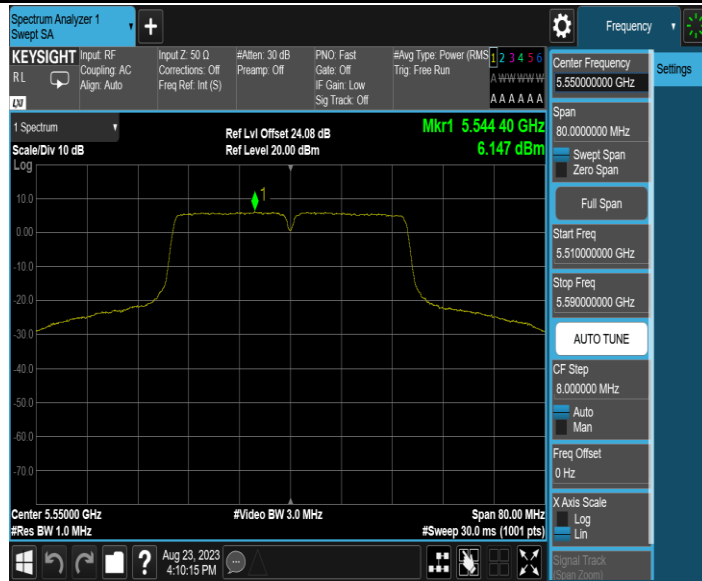 Spectrum Analyzer 1
Swept SA
+
Frequency
KEYSIGHT
RL
LXI
Input: RF
Coupling: AC
Align: Auto
Input Z: 50 Ω
Corrections: Off
Freq Ref: Int (S)
#Atten: 30 dB
Preamp: Off
PNO: Fast
Gate: Off
IF Gain: Low
Sig Track: Off
#Avg Type: Power (RMS
Trig: Free Run
1 2 3 4 5 6
A W W W W W
A A A A A A
Center Frequency
5.550000000 GHz
Settings
Span
80.0000000 MHz
Swept Span
Zero Span
Full Span
Start Freq
5.510000000 GHz
Stop Freq
5.590000000 GHz
AUTO TUNE
CF Step
8.000000 MHz
Auto
Man
Freq Offset
0 Hz
X Axis Scale
Log
Lin
Signal Track
(Span Zoom)
1 Spectrum
Scale/Div 10 dB
Log
Ref Lvl Offset 24.08 dB
Ref Level 20.00 dBm
Mkr1 5.544 40 GHz
6.147 dBm
1
10.0
0.00
-10.0
-20.0
-30.0
-40.0
-50.0
-60.0
-70.0
Center 5.55000 GHz
#Res BW 1.0 MHz
#Video BW 3.0 MHz
Span 80.00 MHz
#Sweep 30.0 ms (1001 pts)
?
Aug 23, 2023
4:10:15 PM